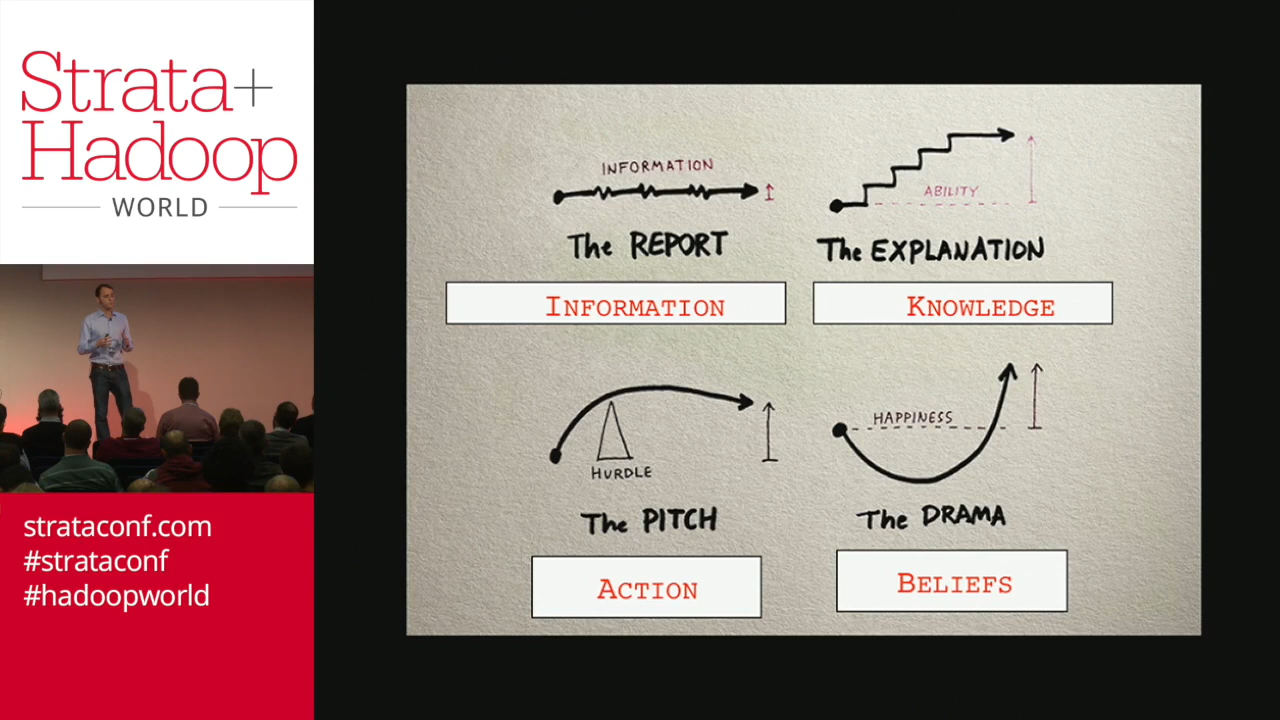 Strata+
Hadoop
WORLD
strataconf.com
#strataconf
#hadoopworld
INFORMATION
The REPORT
INFORMATION
ABILITY
The EXPLANATION
KNOWLEDGE
HURDLE
The PITCH
ACTION
HAPPINESS
The DRAMA
BELIEFS